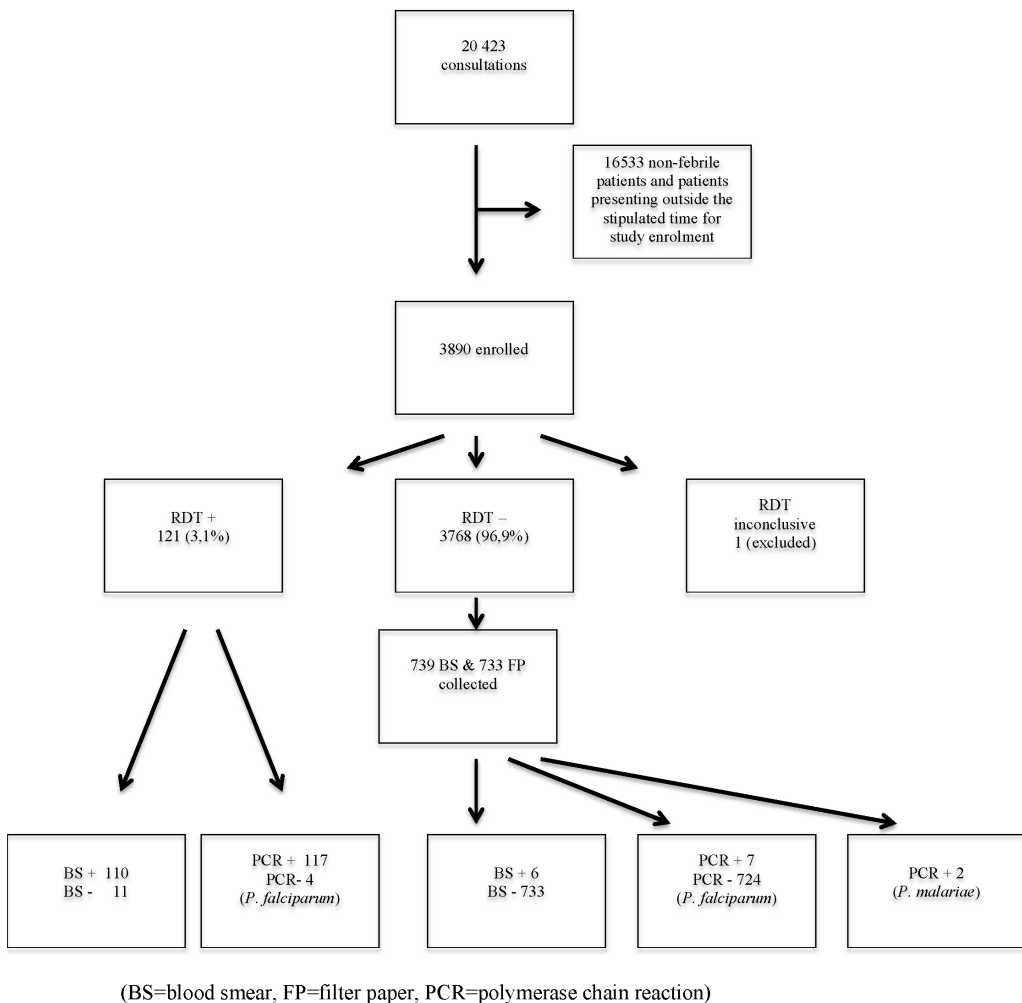 20 423
consultations
16533 non-febrile
patients and patients
presenting outside the
stipulated time for
study enrolment
3890 enrolled
RDT +
121 (3,1%)
RDT –
3768 (96,9%)
RDT
inconclusive
1 (excluded)
739 BS & 733 FP
collected
BS + 110
BS - 11
PCR + 117
PCR- 4
(P. falciparum)
BS + 6
BS - 733
PCR + 7
PCR - 724
(P. falciparum)
PCR + 2
(P. malariae)
(BS=blood smear, FP=filter paper, PCR=polymerase chain reaction)